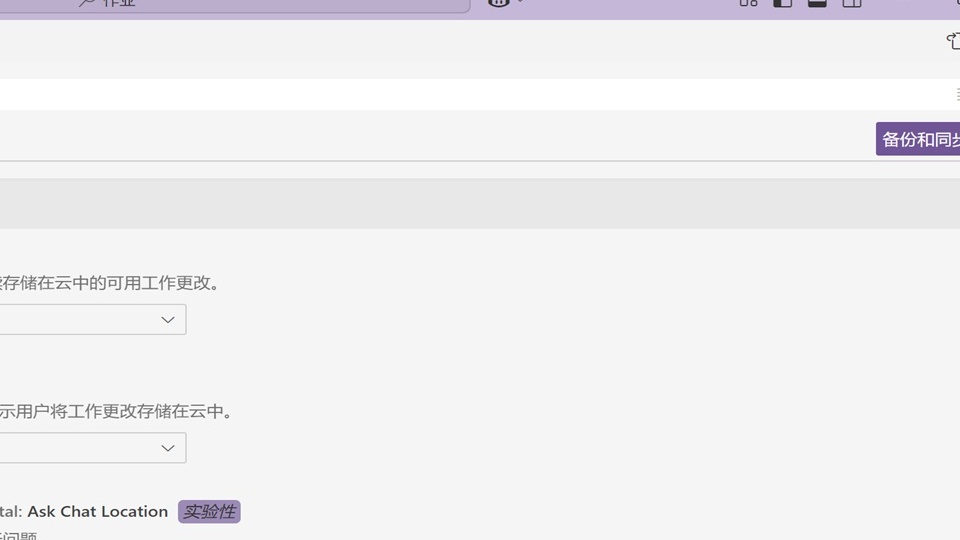 作业
备份和同步
存储在云中的可用工作更改。
示用户将工作更改存储在云中。
tal: Ask Chat Location 实验性
问题